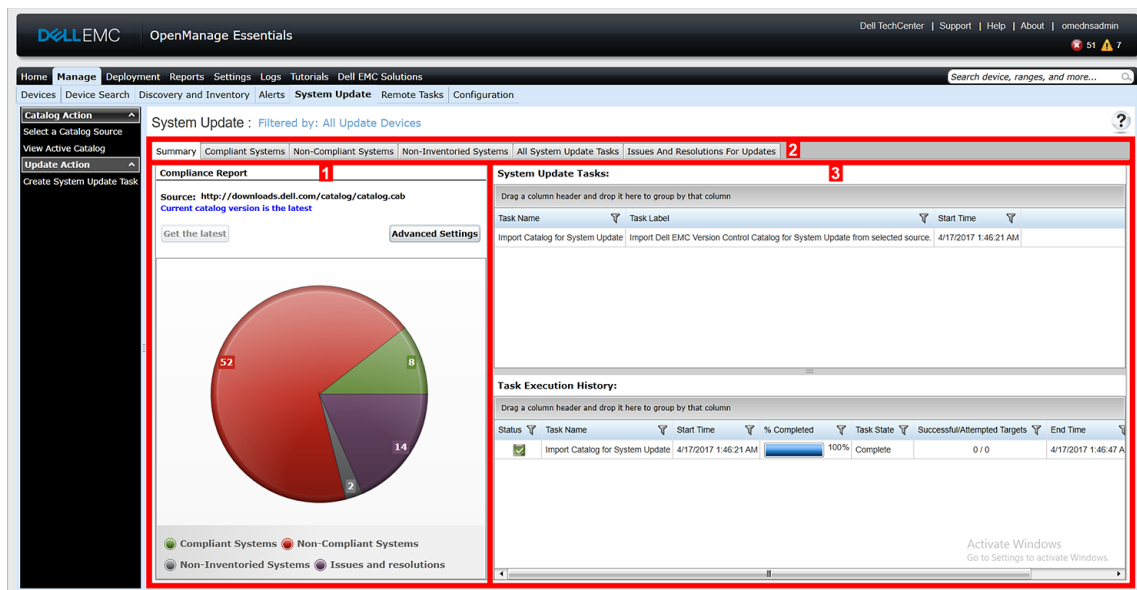 DELLEMC OpenManage Essentials
Dell TechCenter | Support | Help | About | omednsadmin
51 7
Home Manage Deployment Reports Settings Logs Tutorials Dell EMC Solutions
Search device, ranges, and more...
Devices Device Search Discovery and Inventory Alerts System Update Remote Tasks Configuration
Catalog Action
Select a Catalog Source
View Active Catalog
Update Action
Create System Update Task
System Update : Filtered by: All Update Devices
?
Summary Compliant Systems Non-Compliant Systems Non-Inventoried Systems All System Update Tasks Issues And Resolutions For Updates 2
Compliance Report 1
Source: http://downloads.dell.com/catalog/catalog.cab
Current catalog version is the latest
Get the latest Advanced Settings
52
8
14
2
Compliant Systems Non-Compliant Systems
Non-Inventoried Systems Issues and resolutions
System Update Tasks: 3
Drag a column header and drop it here to group by that column
Task Name Task Label Start Time
Import Catalog for System Update Import Dell EMC Version Control Catalog for System Update from selected source. 4/17/2017 1:46:21 AM
Task Execution History:
Drag a column header and drop it here to group by that column
Status Task Name Start Time % Completed Task State Successful/Attempted Targets End Time
Import Catalog for System Update 4/17/2017 1:46:21 AM 100% Complete 0 / 0 4/17/2017 1:46:47 A
Activate Windows
Go to Settings to activate Windows.